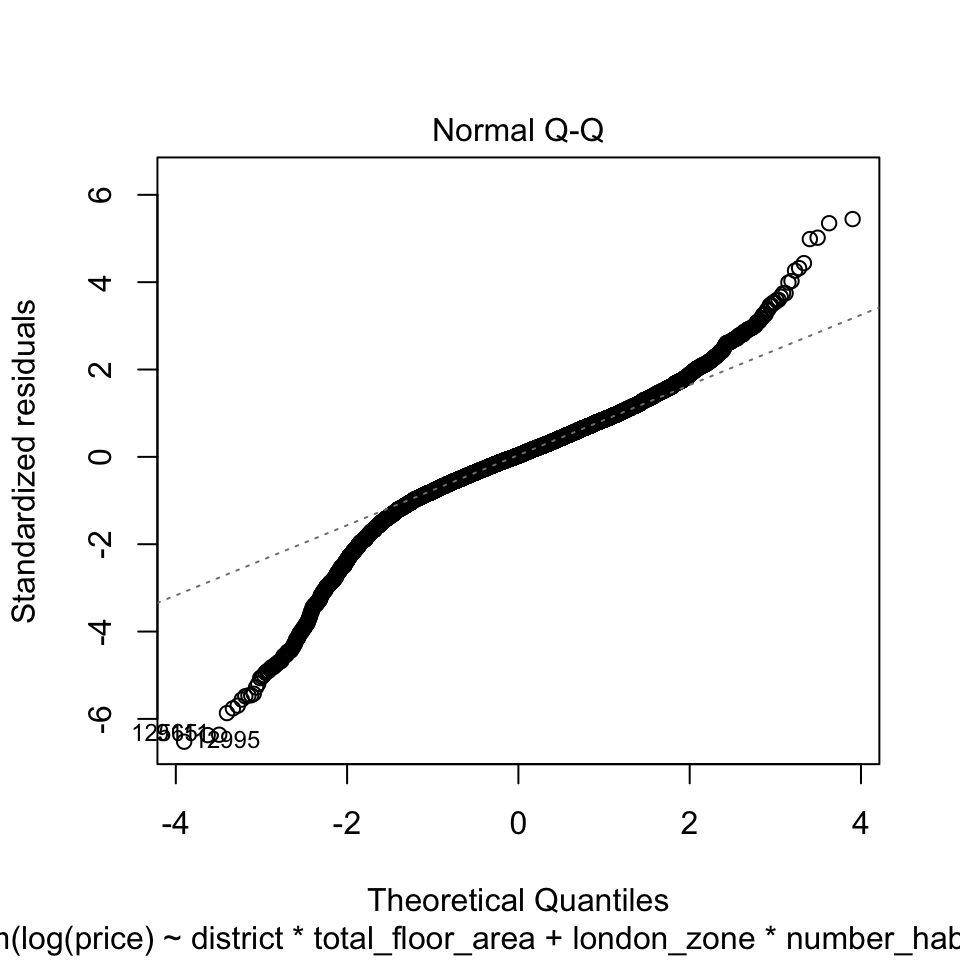 Normal Q-Q
Standardized residuals
6
4
2
0
-2
-4
-6
12995
-4 -2 0 2 4
Theoretical Quantiles
(log(price) ~ district * total_floor_area + london_zone * number_hab